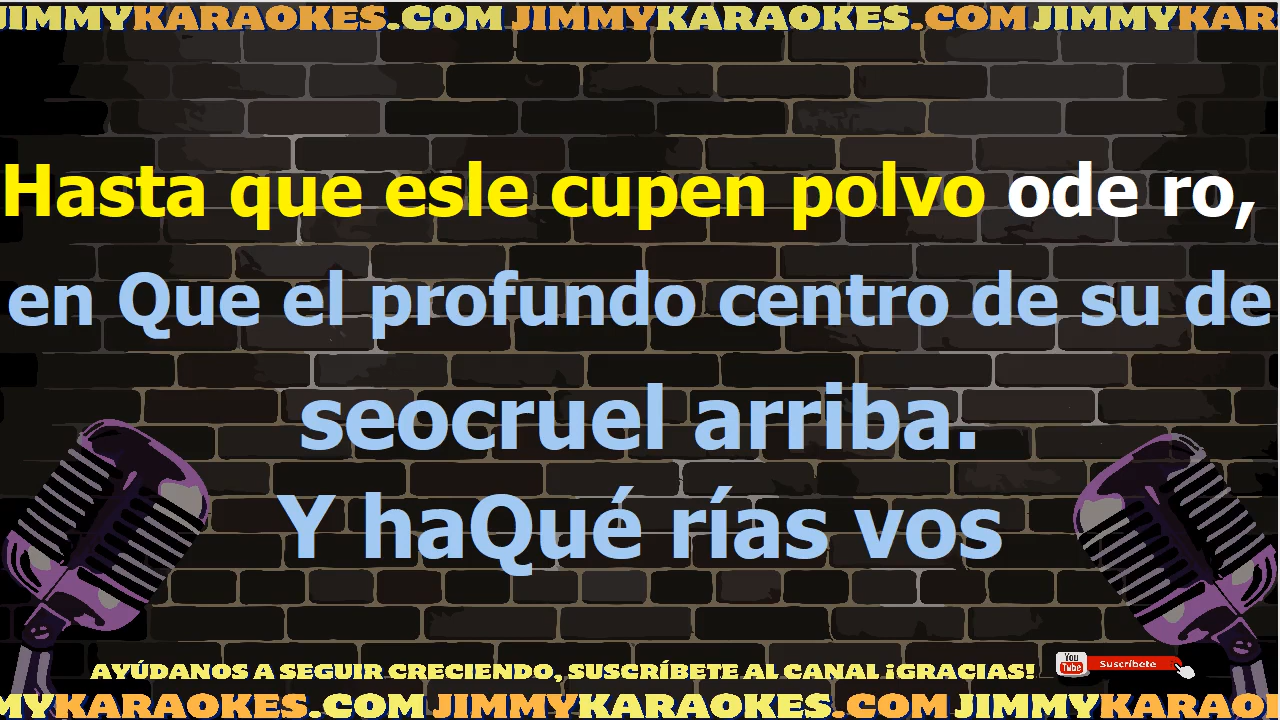 JIMMYKARAOKES.COM JIMMYKARAOKES.COM JIMMYKAR
Hasta que esle cupen polvo ode ro,
en Que el profundo centro de su de
seocruel arriba.
Y haQué rías vos
AYÚDANOS A SEGUIR CRECIENDO, SUSCRÍBETE AL CANAL ¡GRACIAS!
You Tube Suscríbete
MYKARAOKES.COM JIMMYKARAOKES.COM JIMMYKARAOI